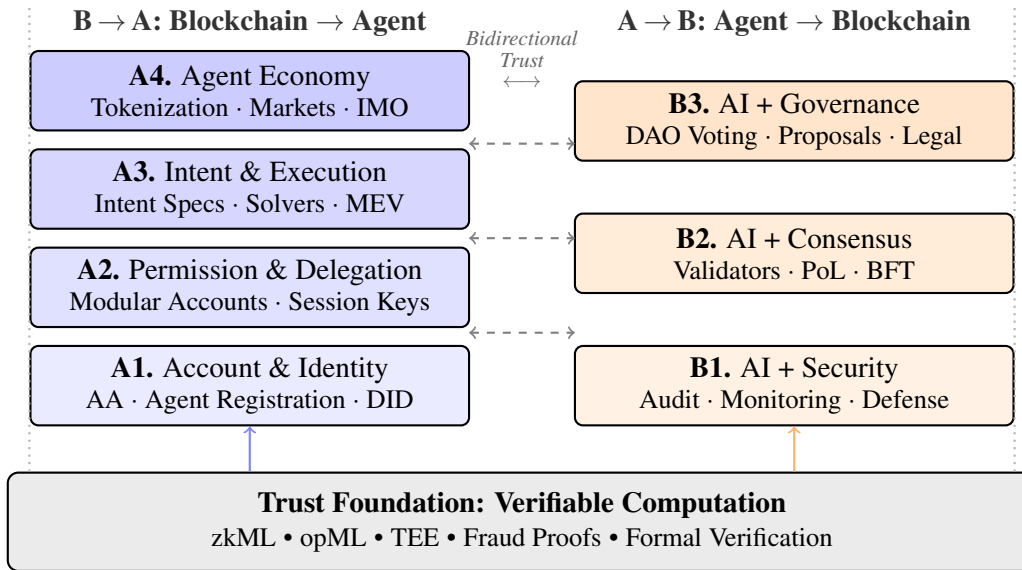 B → A: Blockchain → Agent
A4. Agent Economy
Tokenization · Markets · IMO
A3. Intent & Execution
Intent Specs · Solvers · MEV
A2. Permission & Delegation
Modular Accounts · Session Keys
A1. Account & Identity
AA · Agent Registration · DID
Bidirectional
Trust
A → B: Agent → Blockchain
B3. AI + Governance
DAO Voting · Proposals · Legal
B2. AI + Consensus
Validators · PoL · BFT
B1. AI + Security
Audit · Monitoring · Defense
Trust Foundation: Verifiable Computation
zkML • opML • TEE • Fraud Proofs • Formal Verification